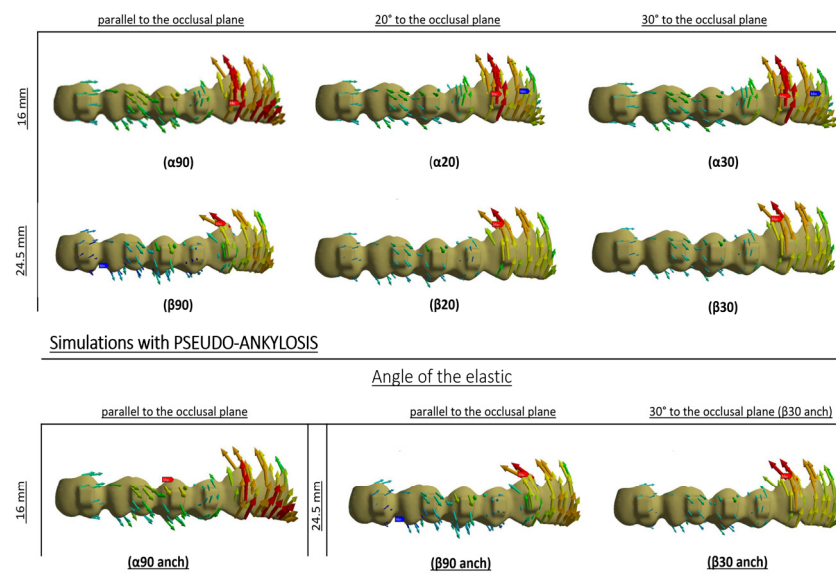 parallel to the occlusal plane
20° to the occlusal plane
30° to the occlusal plane
16 mm
(α90)
(α20)
(α30)
24.5 mm
(β90)
(β20)
(β30)
Simulations with PSEUDO-ANKYLOSIS
Angle of the elastic
parallel to the occlusal plane
parallel to the occlusal plane
30° to the occlusal plane (β30 anch)
16 mm
24.5 mm
(α90 anch)
(β90 anch)
(β30 anch)